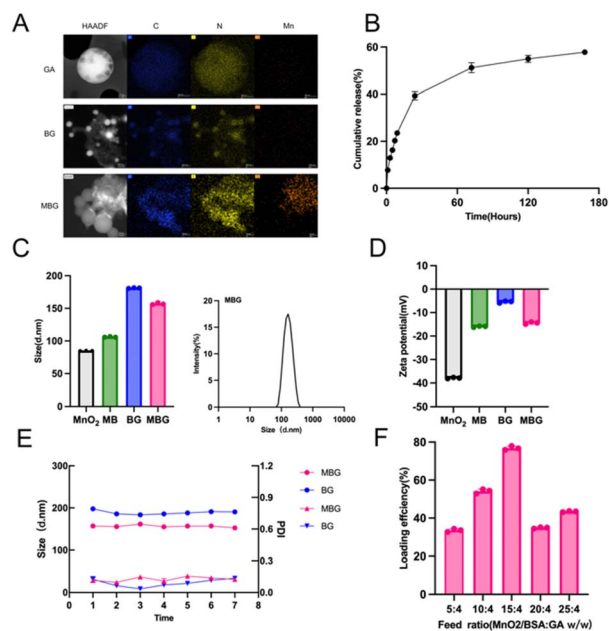 A
HAADF C N Mn
GA
BG
MBG
B
Cumulative release(%)
60
40
20
0
0 60 120 180
Time(Hours)
C
Size(d.nm)
200
150
100
50
0
MnO2 MB BG MBG
MBG
Intensity(%)
20
15
10
5
0
1 10 100 1000 10000
Size (d.nm)
D
Zeta potential(mV)
0
-10
-20
-30
-40
-50
MnO2 MB BG MBG
E
Size (d.nm)
300
200
100
0
1.2
0.9
0.6
0.3
0.0
PDI
0 1 2 3 4 5 6 7 8
Time
MBG
BG
MBG
BG
F
Loading effciency(%)
80
60
40
20
0
5:4 10:4 15:4 20:4 25:4
Feed ratio(MnO2/BSA:GA w/w)